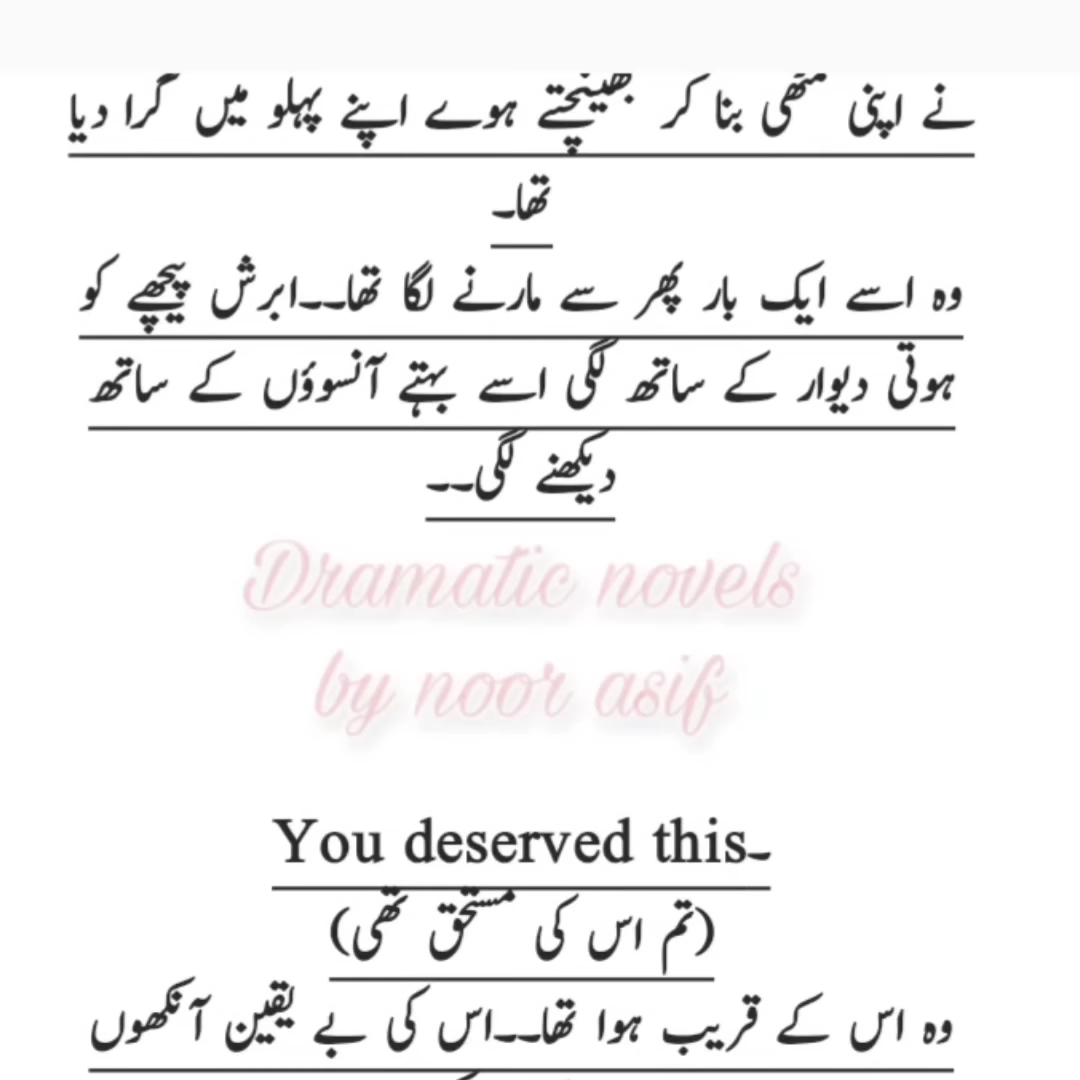 نے اپنی مٹھی بنا کر بھینچتے ہوے اپنے پہلو میں گرا دیا
تھا۔
وہ اسے ایک بار پھر سے مارنے لگا تھا۔۔ابرش پیچھے کو
ہوتی دیوار کے ساتھ لگی اسے بہتے آنسوؤں کے ساتھ
دیکھنے لگی۔۔
Dramatic novels
by noor asif
You deserved this۔
(تم اس کی مستحق تھی)
وہ اس کے قریب ہوا تھا۔۔اس کی بے یقین آنکھوں